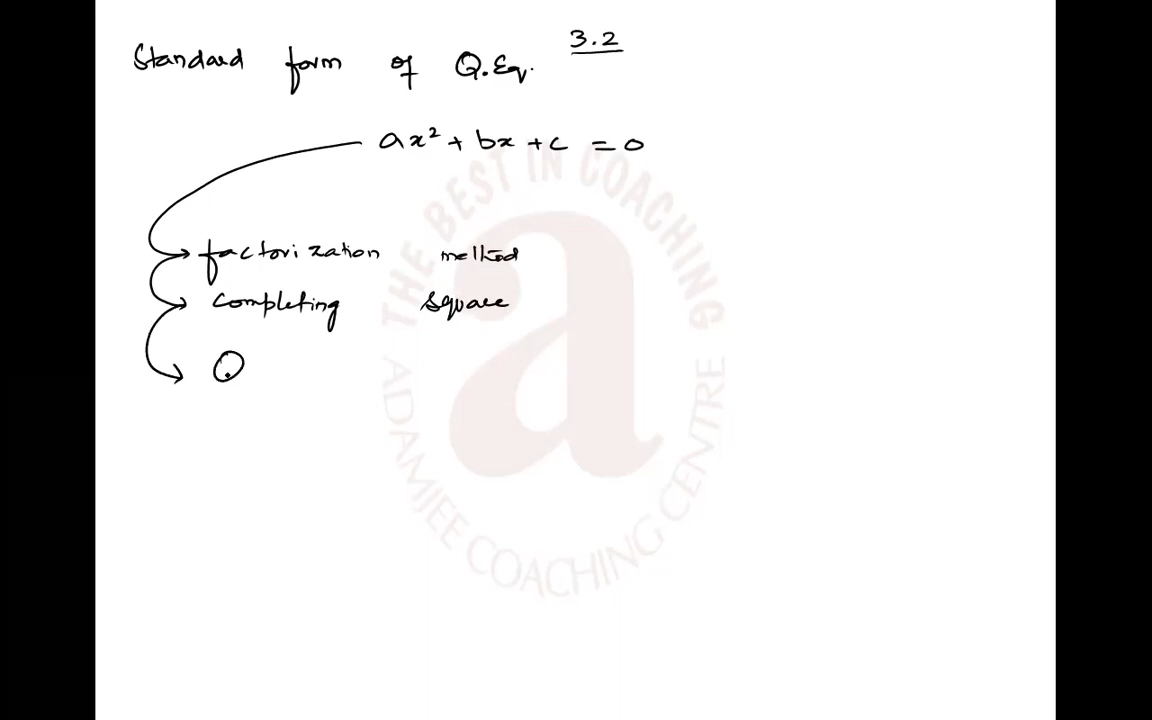 Standard form of Q.Eq. 3.2
ax² + bx + c = 0
factorization method
completing square
Q
THE BEST IN COACHING
a
ADAMJEE COACHING CENTRE